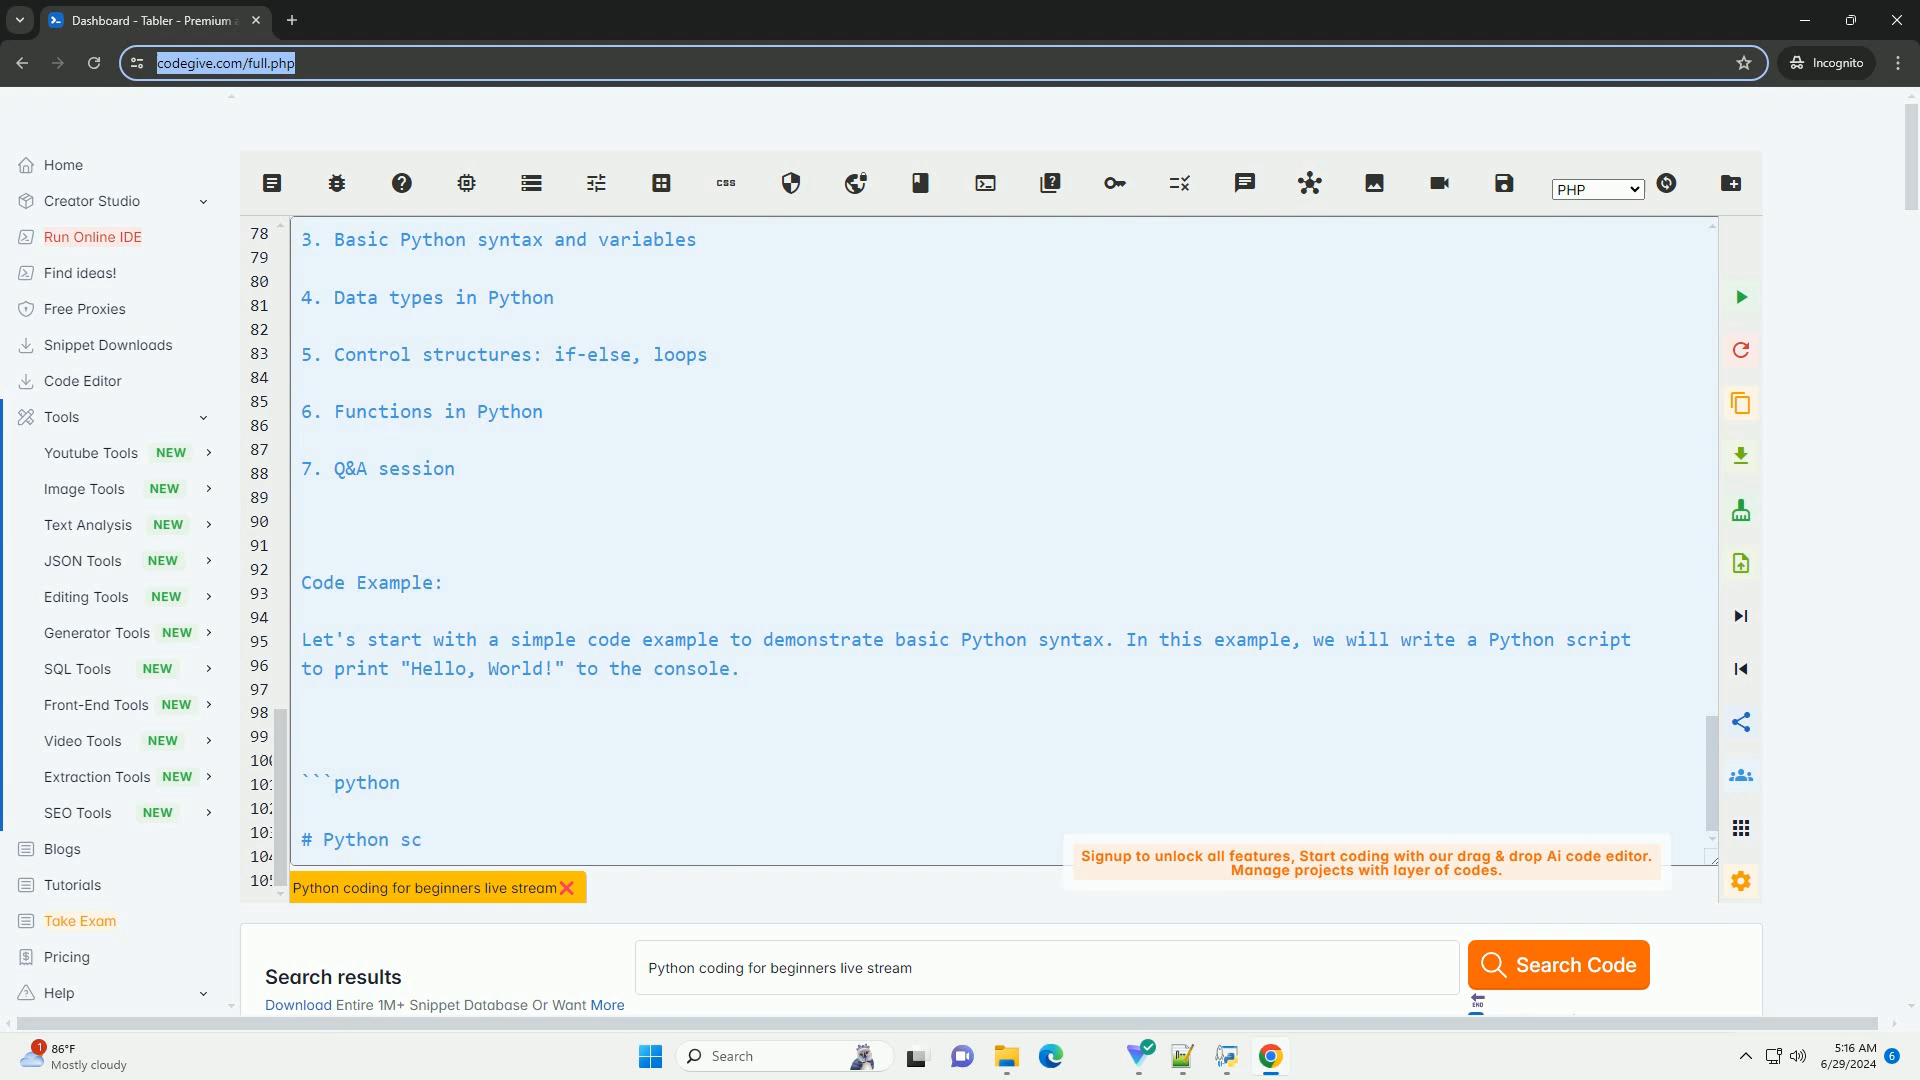 Dashboard - Tabler - Premium
codegive.com/full.php
Incognito
Home
Creator Studio
Run Online IDE
Find ideas!
Free Proxies
Snippet Downloads
Code Editor
Tools
Youtube Tools NEW
Image Tools NEW
Text Analysis NEW
JSON Tools NEW
Editing Tools NEW
Generator Tools NEW
SQL Tools NEW
Front-End Tools NEW
Video Tools NEW
Extraction Tools NEW
SEO Tools NEW
Blogs
Tutorials
Take Exam
Pricing
Help
css
PHP
78
79
80
81
82
83
84
85
86
87
88
89
90
91
92
93
94
95
96
97
98
99
3. Basic Python syntax and variables
4. Data types in Python
5. Control structures: if-else, loops
6. Functions in Python
7. Q&A session
Code Example:
Let's start with a simple code example to demonstrate basic Python syntax. In this example, we will write a Python script
to print "Hello, World!" to the console.
```python
# Python sc
Signup to unlock all features, Start coding with our drag & drop Ai code editor.
Manage projects with layer of codes.
Python coding for beginners live stream
Search results
Download Entire 1M+ Snippet Database Or Want More
Python coding for beginners live stream
Search Code
END
1
86°F
Mostly cloudy
Search
5:16 AM
6/29/2024
6